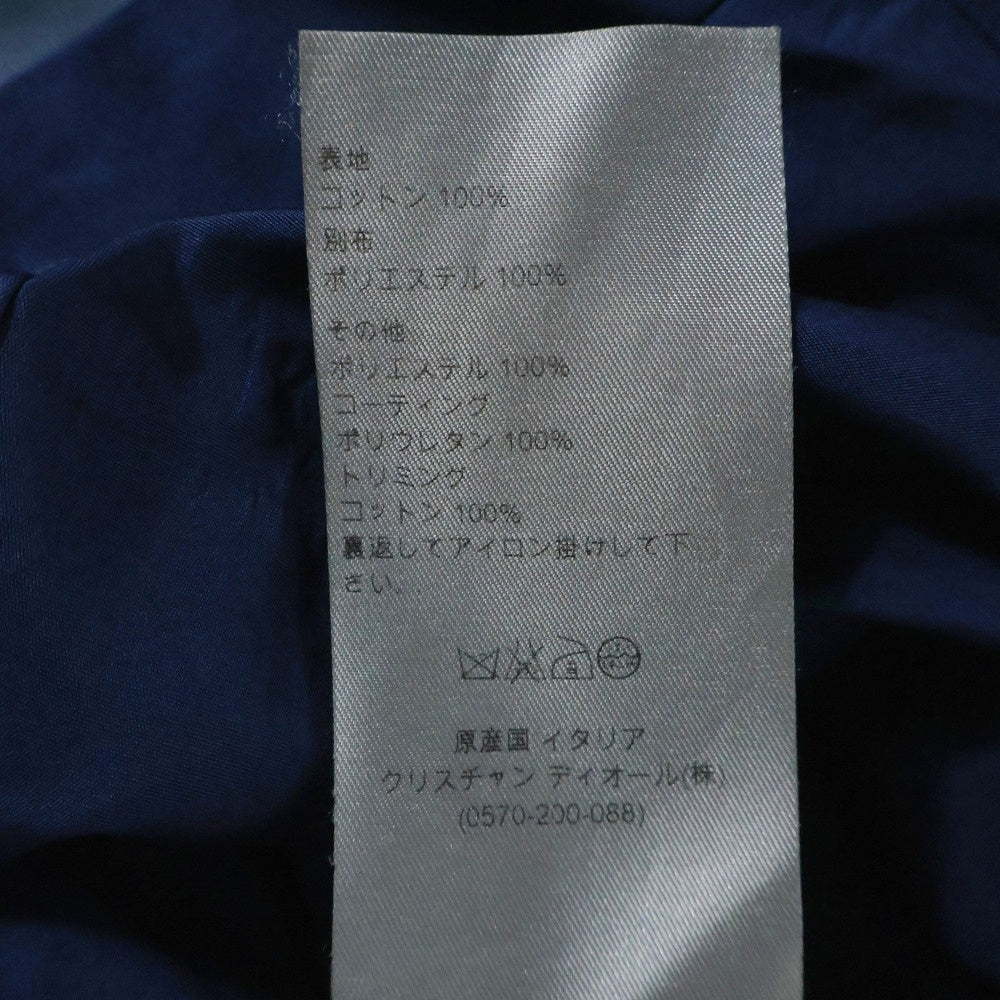 表地
コットン 100%
別布
ポリエステル 100%
その他
ポリエステル 100%
コーティング
ポリウレタン 100%
トリミング
コットン 100%
裏返してアイロン掛けして下
さい。
原産国 イタリア
クリスチャン ディオール(株)
(0570-200-088)